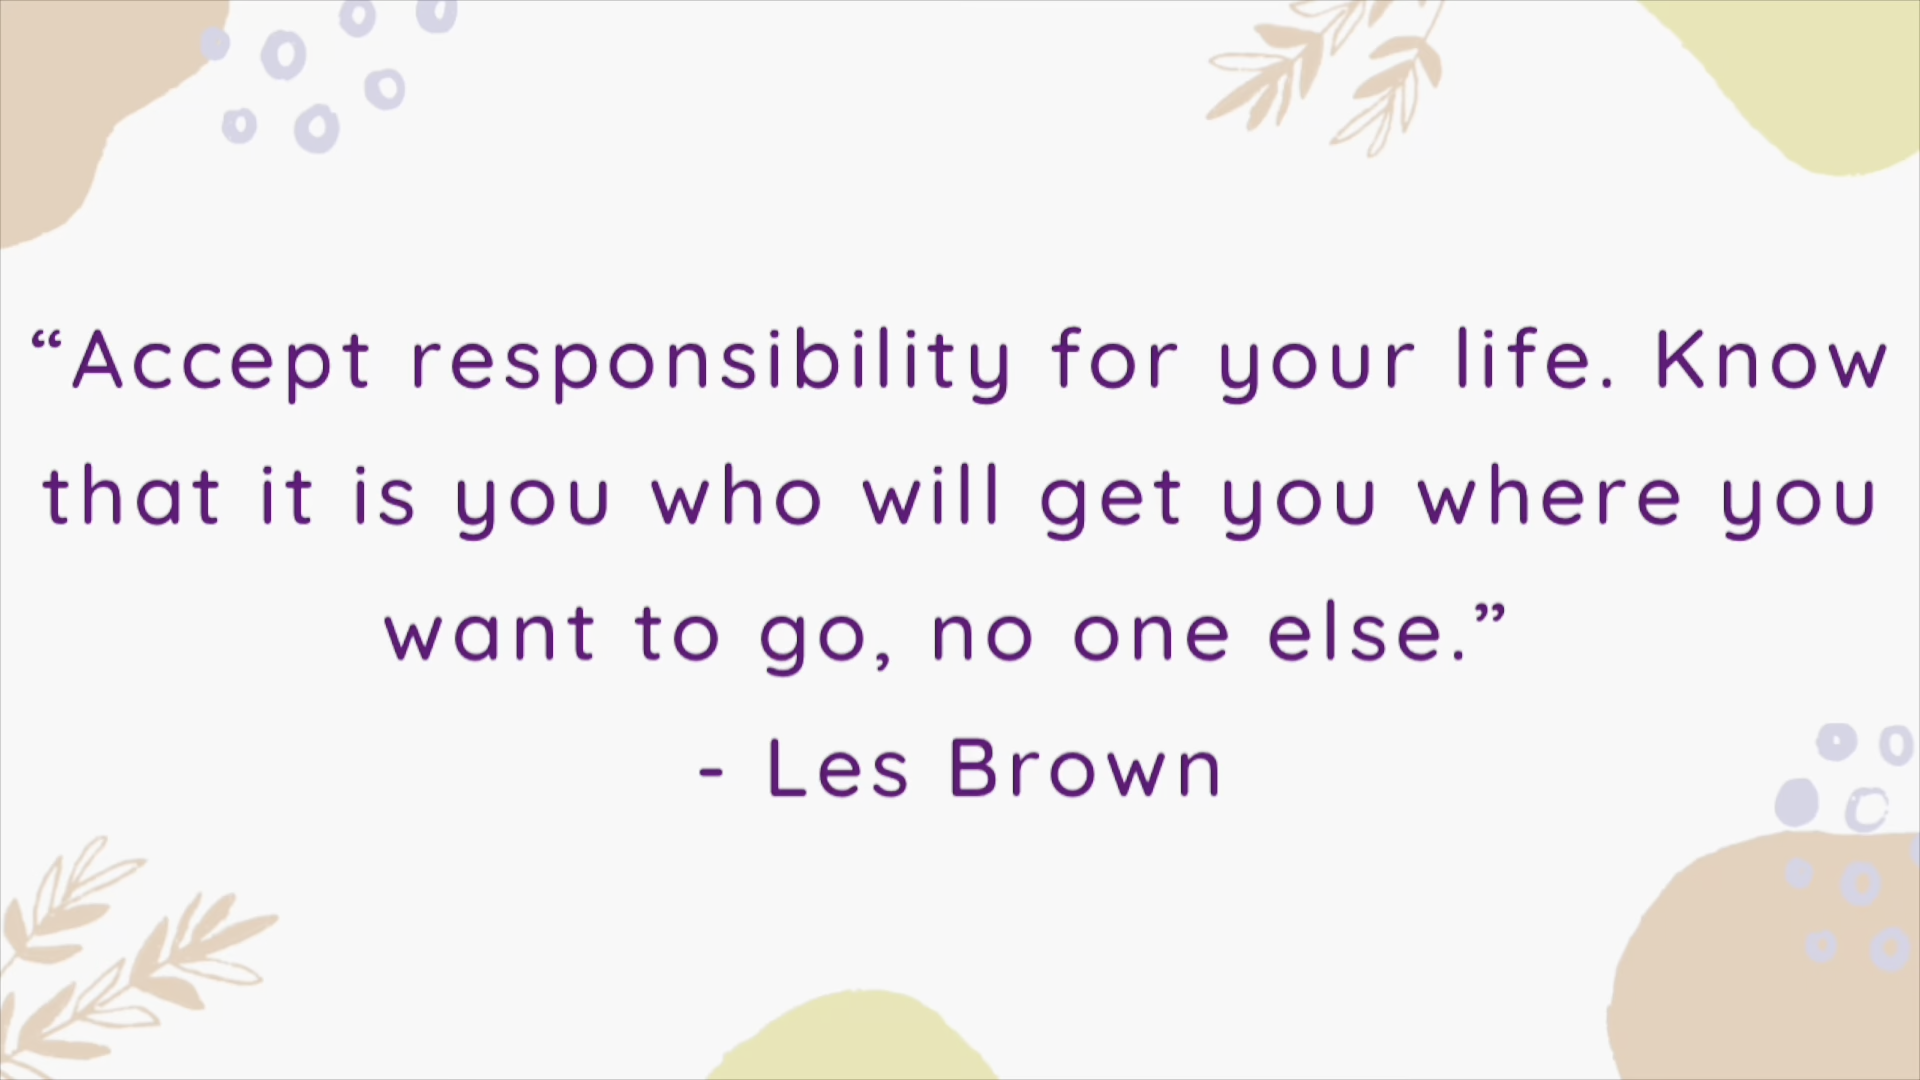 “Accept responsibility for your life. Know
that it is you who will get you where you
want to go, no one else.”
- Les Brown